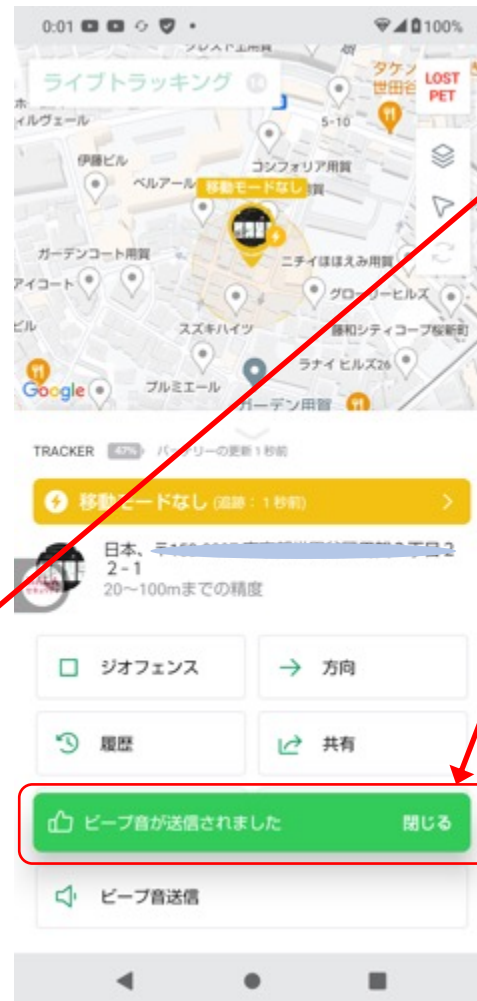 0:01
100%
ライブトラッキング
LOST
PET
世田谷
5-10
伊藤ビル
コンフォリア用賀
ベルアール
移動モードなし
ガーデンコート用賀
ニチイほほえみ用賀
アイコート
グローリーヒルズ
スズキハイツ
藤和シティコープ桜新町
ラナイ ヒルズ26
Google
プルミエール
ガーデン用賀
TRACKER 47% バッテリーの更新 1 秒前
移動モードなし (追跡: 1 秒前)
日本、
2-1
20~100mまでの精度
ジオフェンス
方向
履歴
共有
ビープ音が送信されました 閉じる
ビープ音送信